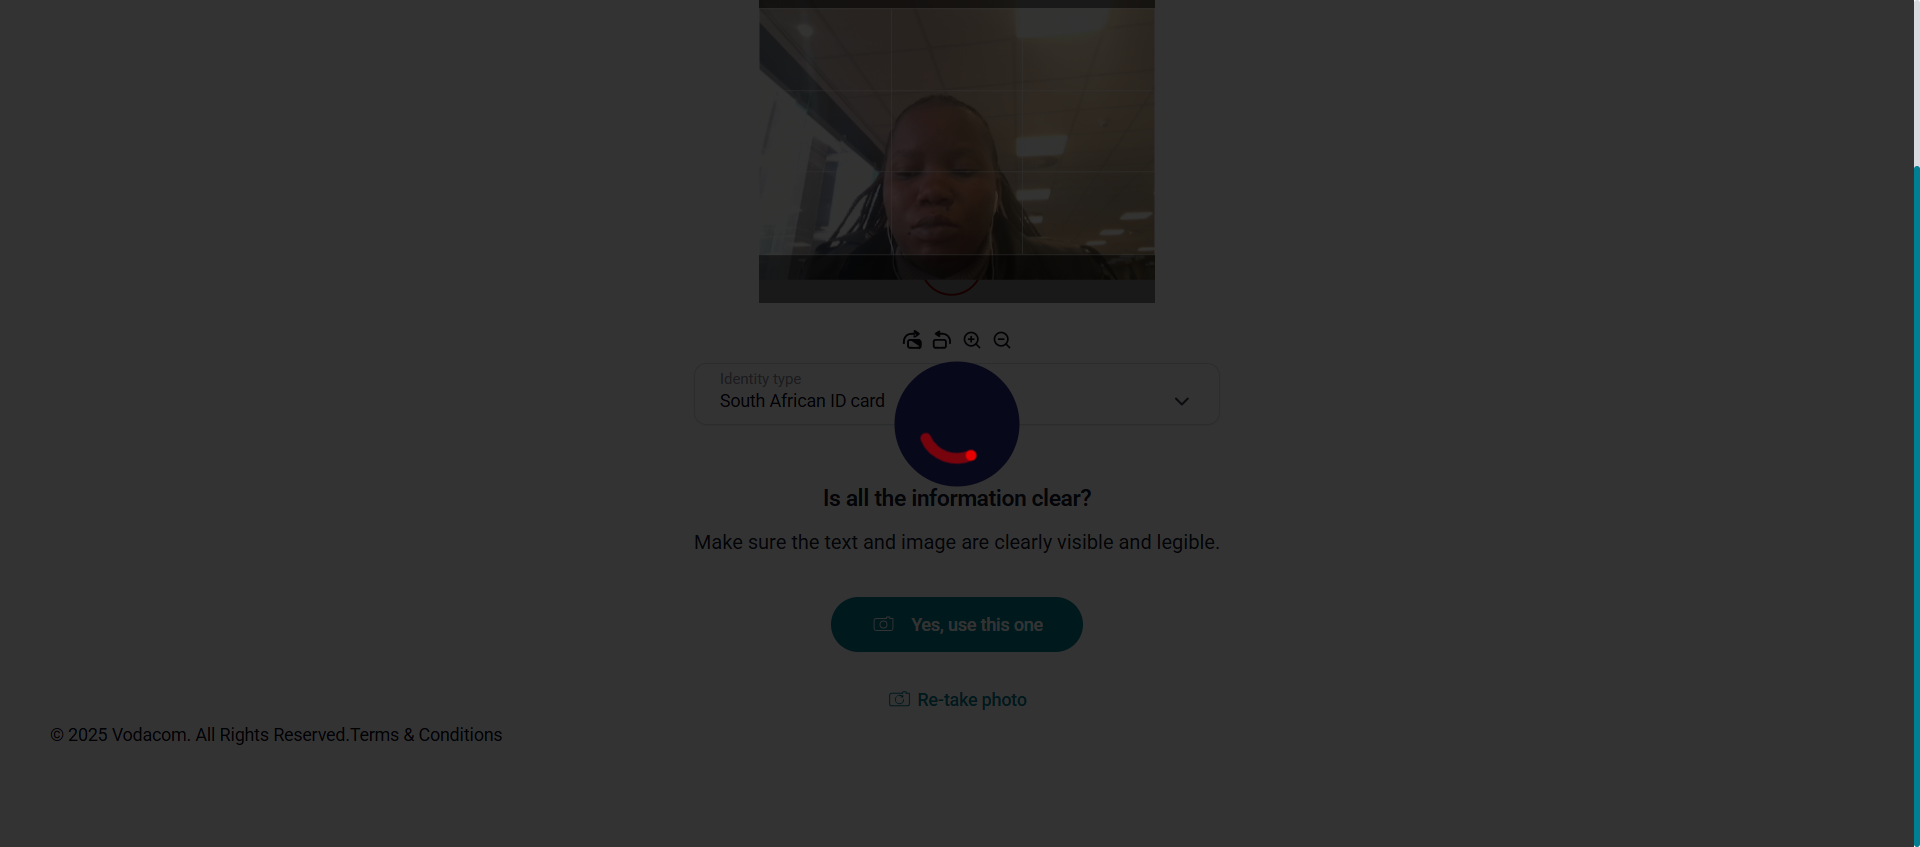 Identity type
South African ID card
Is all the information clear?
Make sure the text and image are clearly visible and legible.
Yes, use this one
Re-take photo
© 2025 Vodacom. All Rights Reserved.Terms & Conditions